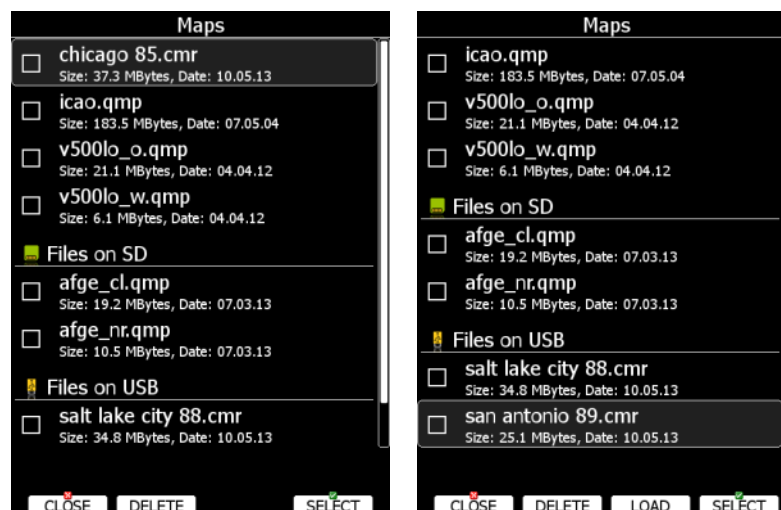 Maps
chicago 85.cmr
Size: 37.3 MBytes, Date: 10.05.13
icao.qmp
Size: 183.5 MBytes, Date: 07.05.04
v500lo_o.qmp
Size: 21.1 MBytes, Date: 04.04.12
v500lo_w.qmp
Size: 6.1 MBytes, Date: 04.04.12
Files on SD
afge_cl.qmp
Size: 19.2 MBytes, Date: 07.03.13
afge_nr.qmp
Size: 10.5 MBytes, Date: 07.03.13
Files on USB
salt lake city 88.cmr
Size: 34.8 MBytes, Date: 10.05.13
CLOSE DELETE SELECT
Maps
icao.qmp
Size: 183.5 MBytes, Date: 07.05.04
v500lo_o.qmp
Size: 21.1 MBytes, Date: 04.04.12
v500lo_w.qmp
Size: 6.1 MBytes, Date: 04.04.12
Files on SD
afge_cl.qmp
Size: 19.2 MBytes, Date: 07.03.13
afge_nr.qmp
Size: 10.5 MBytes, Date: 07.03.13
Files on USB
salt lake city 88.cmr
Size: 34.8 MBytes, Date: 10.05.13
san antonio 89.cmr
Size: 25.1 MBytes, Date: 10.05.13
CLOSE DELETE LOAD SELECT